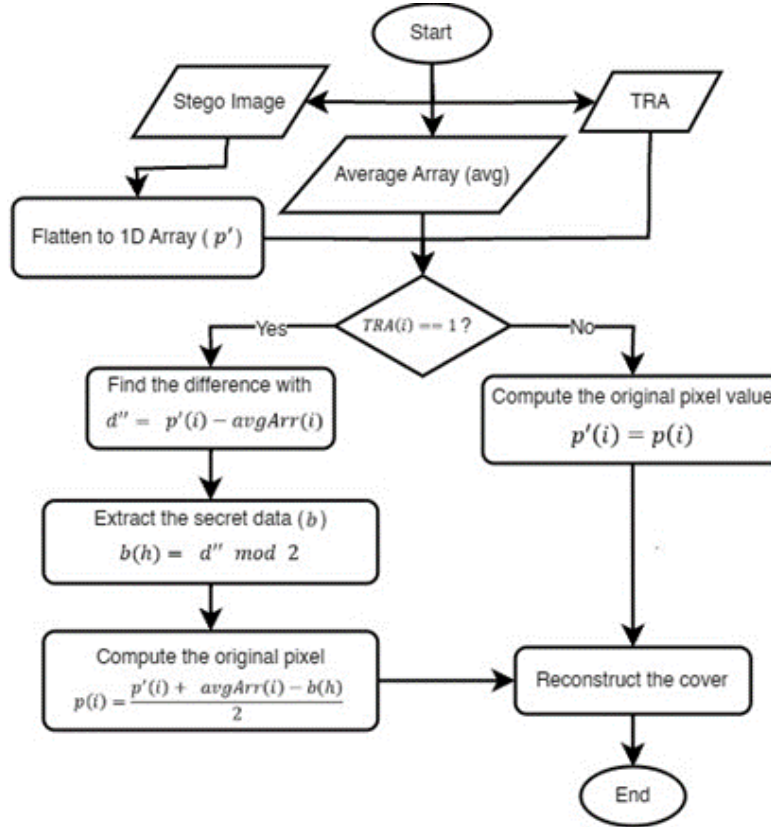 Start
Stego Image
TRA
Average Array (avg)
Flatten to 1D Array ( p′ )
TRA(i) == 1 ?
Yes
No
Find the difference with
d′′ = p′(i) − avgArr(i)
Compute the original pixel value
p′(i) = p(i)
Extract the secret data (b)
b(h) = d′′ mod 2
Compute the original pixel
p(i) = p′(i) + avgArr(i) − b(h)
2
Reconstruct the cover
End